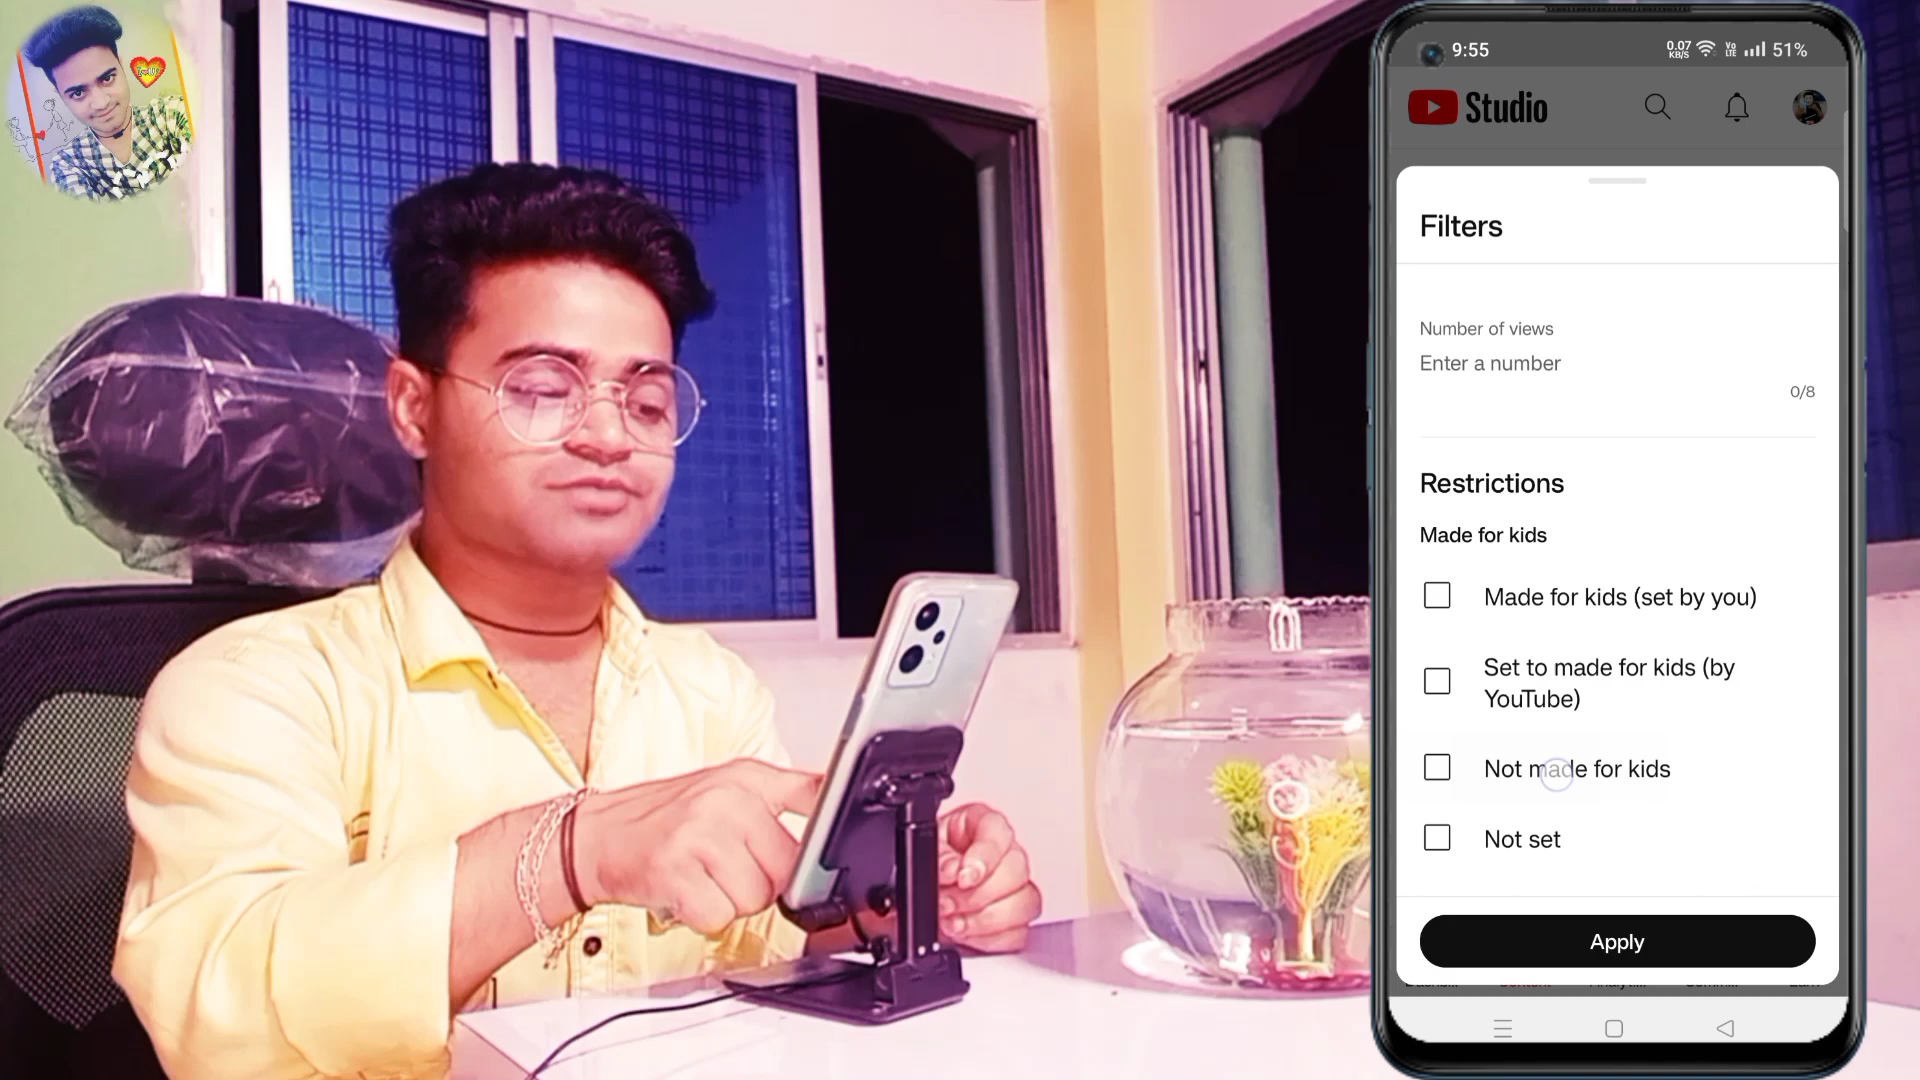 9:55
0.07 KB/S Vo LTE 51%
Studio
Filters
Number of views
Enter a number
0/8
Restrictions
Made for kids
Made for kids (set by you)
Set to made for kids (by
YouTube)
Not made for kids
Not set
Apply